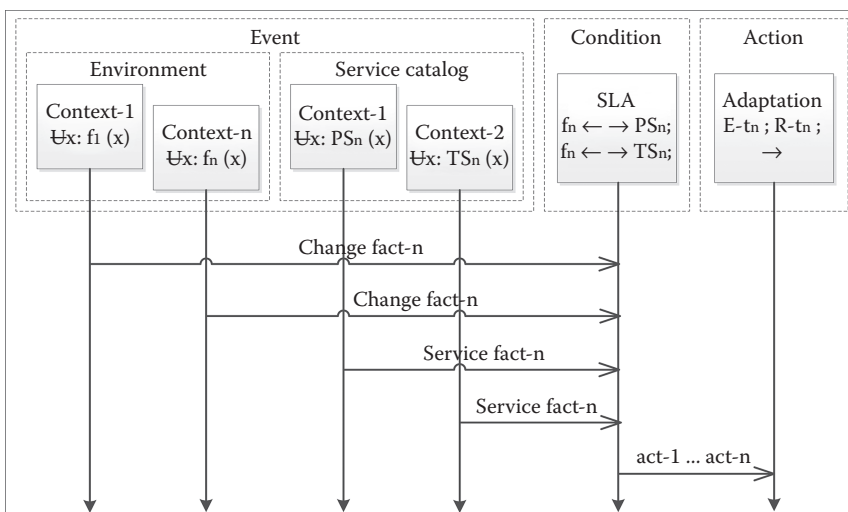 Event
Condition
Action
Environment
Service catalog
Context-1
Ʉx: f1 (x)
Context-n
Ʉx: fn (x)
Context-1
Ʉx: PSn (x)
Context-2
Ʉx: TSn (x)
SLA
fn ← → PSn;
fn ← → TSn;
Adaptation
E-tn ; R-tn ;
→
Change fact-n
Change fact-n
Service fact-n
Service fact-n
act-1 ... act-n